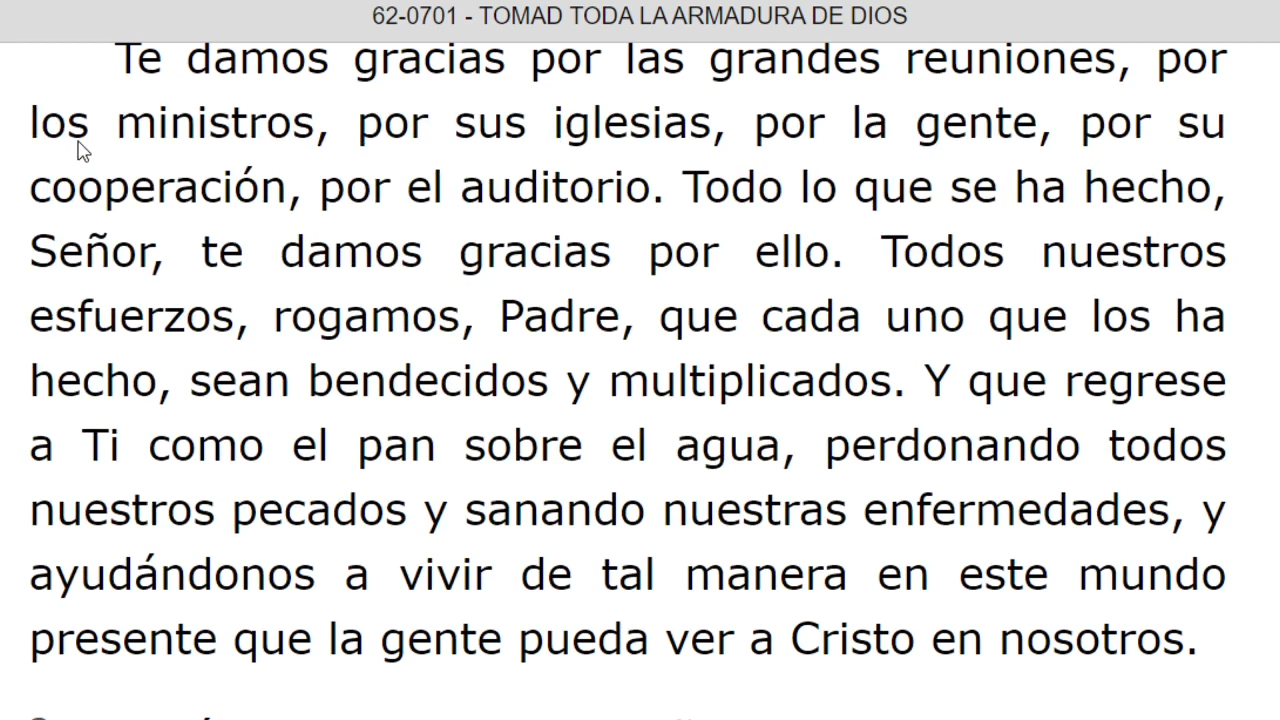 62-0701 - TOMAD TODA LA ARMADURA DE DIOS
Te damos gracias por las grandes reuniones, por
los ministros, por sus iglesias, por la gente, por su
cooperación, por el auditorio. Todo lo que se ha hecho,
Señor, te damos gracias por ello. Todos nuestros
esfuerzos, rogamos, Padre, que cada uno que los ha
hecho, sean bendecidos y multiplicados. Y que regrese
a Ti como el pan sobre el agua, perdonando todos
nuestros pecados y sanando nuestras enfermedades, y
ayudándonos a vivir de tal manera en este mundo
presente que la gente pueda ver a Cristo en nosotros.